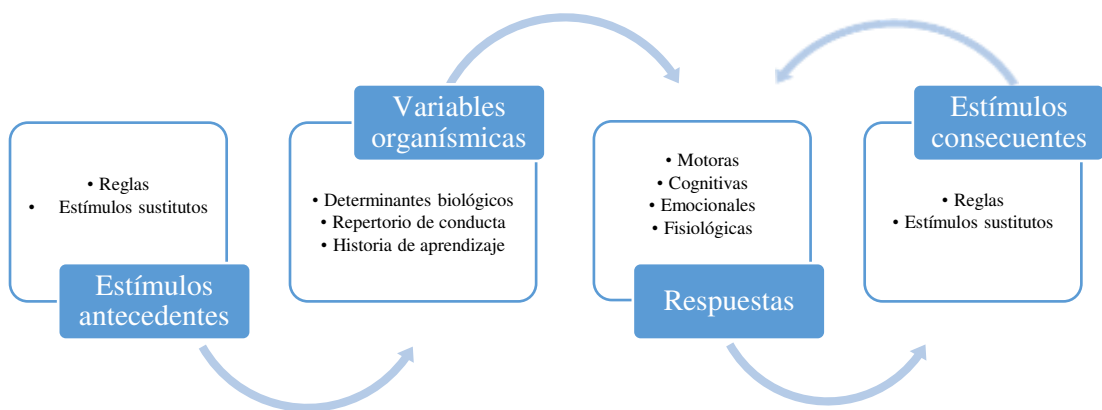 • Reglas
• Estímulos sustitutos
Estímulos
antecedentes
Variables
organísmicas
• Determinantes biológicos
• Repertorio de conducta
• Historia de aprendizaje
• Motoras
• Cognitivas
• Emocionales
• Fisiológicas
Respuestas
Estímulos
consecuentes
• Reglas
• Estímulos sustitutos